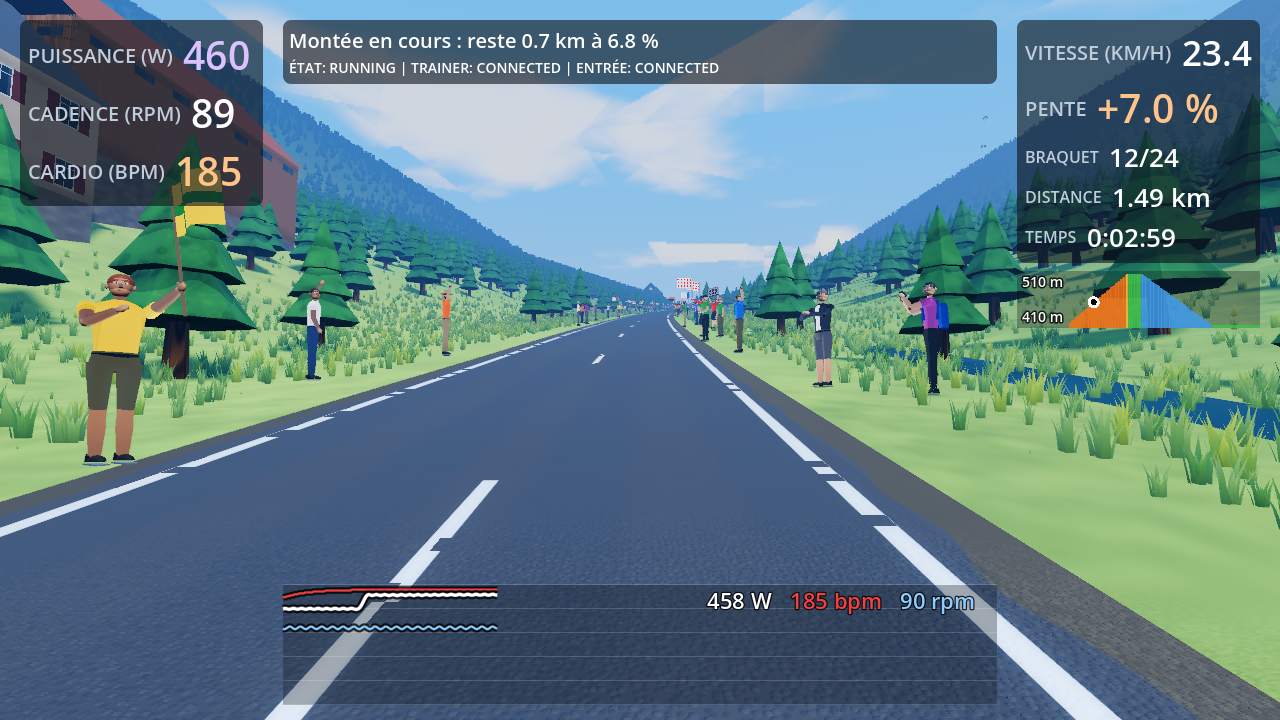 PUISSANCE (W) 460
CADENCE (RPM) 89
CARDIO (BPM) 185
Montée en cours : reste 0.7 km à 6.8 %
ÉTAT: RUNNING | TRAINER: CONNECTED | ENTRÉE: CONNECTED
VITESSE (KM/H) 23.4
PENTE +7.0 %
BRAQUET 12/24
DISTANCE 1.49 km
TEMPS 0:02:59
510 m
410 m
458 W 185 bpm 90 rpm